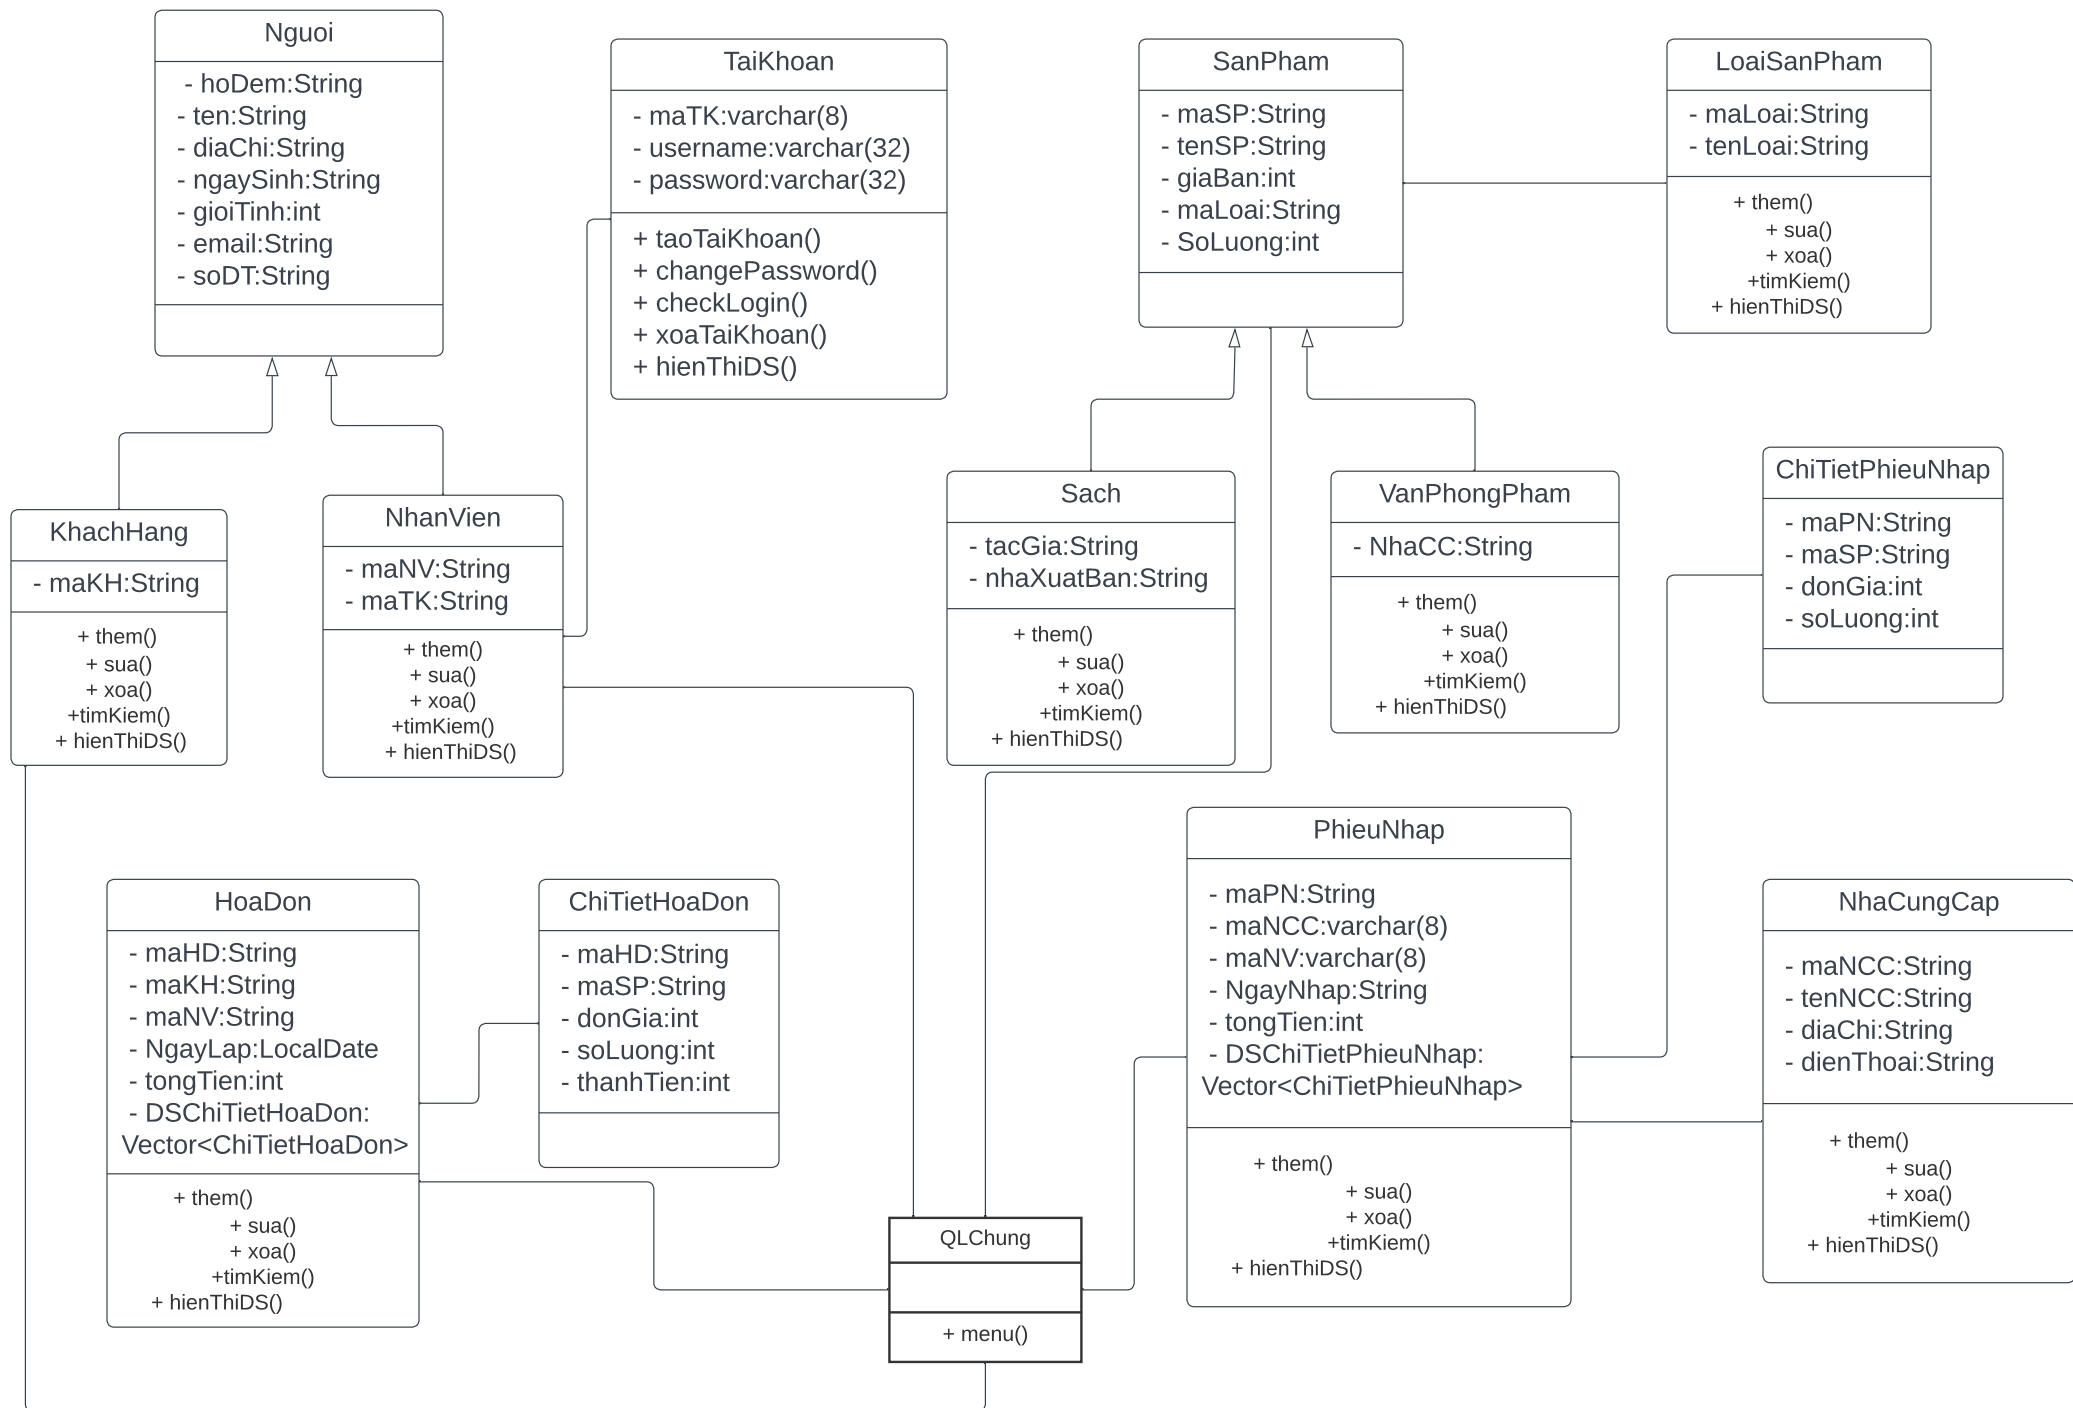 Nguoi
- hoDem:String
- ten:String
- diaChi:String
- ngaySinh:String
- gioiTinh:int
- email:String
- soDT:String
TaiKhoan
- maTK:varchar(8)
- username:varchar(32)
- password:varchar(32)
+ taoTaiKhoan()
+ changePassword()
+ checkLogin()
+ xoaTaiKhoan()
+ hienThiDS()
SanPham
- maSP:String
- tenSP:String
- giaBan:int
- maLoai:String
- SoLuong:int
LoaiSanPham
- maLoai:String
- tenLoai:String
+ them()
+ sua()
+ xoa()
+timKiem()
+ hienThiDS()
KhachHang
- maKH:String
+ them()
+ sua()
+ xoa()
+timKiem()
+ hienThiDS()
NhanVien
- maNV:String
- maTK:String
+ them()
+ sua()
+ xoa()
+timKiem()
+ hienThiDS()
Sach
- tacGia:String
- nhaXuatBan:String
+ them()
+ sua()
+ xoa()
+timKiem()
+ hienThiDS()
VanPhongPham
- NhaCC:String
+ them()
+ sua()
+ xoa()
+timKiem()
+ hienThiDS()
ChiTietPhieuNhap
- maPN:String
- maSP:String
- donGia:int
- soLuong:int
HoaDon
- maHD:String
- maKH:String
- maNV:String
- NgayLap:LocalDate
- tongTien:int
- DSChiTietHoaDon:
Vector<ChiTietHoaDon>
+ them()
+ sua()
+ xoa()
+timKiem()
+ hienThiDS()
ChiTietHoaDon
- maHD:String
- maSP:String
- donGia:int
- soLuong:int
- thanhTien:int
PhieuNhap
- maPN:String
- maNCC:varchar(8)
- maNV:varchar(8)
- NgayNhap:String
- tongTien:int
- DSChiTietPhieuNhap:
Vector<ChiTietPhieuNhap>
+ them()
+ sua()
+ xoa()
+timKiem()
+ hienThiDS()
NhaCungCap
- maNCC:String
- tenNCC:String
- diaChi:String
- dienThoai:String
+ them()
+ sua()
+ xoa()
+timKiem()
+ hienThiDS()
QLChung
+ menu()